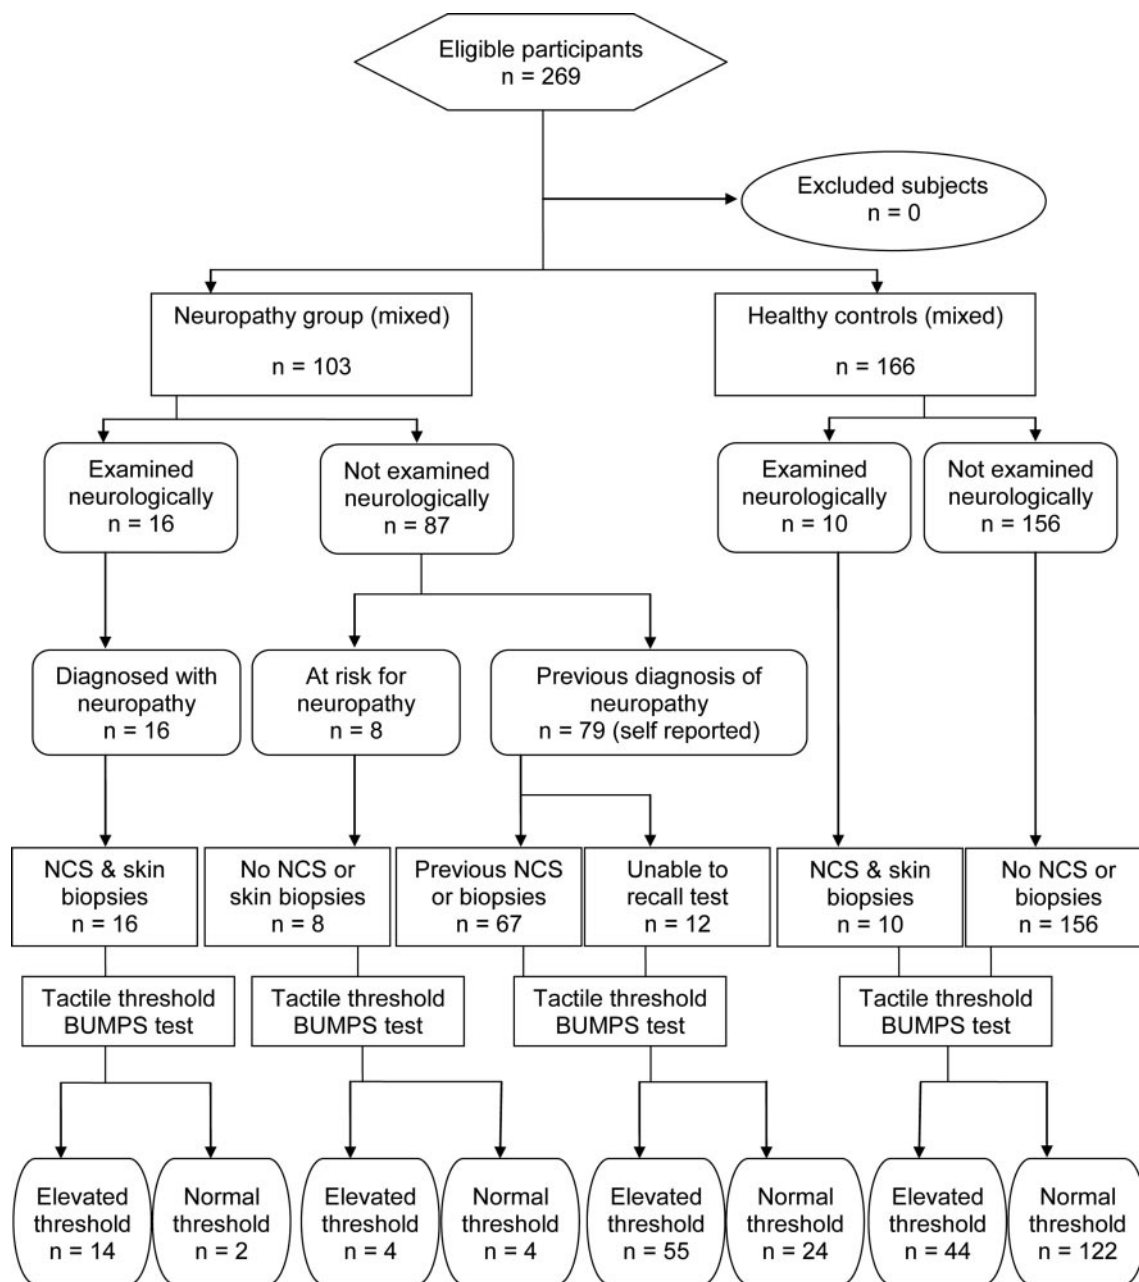 Eligible participants
n = 269
Excluded subjects
n = 0
Neuropathy group (mixed)
n = 103
Healthy controls (mixed)
n = 166
Examined
neurologically
n = 16
Not examined
neurologically
n = 87
Examined
neurologically
n = 10
Not examined
neurologically
n = 156
Diagnosed with
neuropathy
n = 16
At risk for
neuropathy
n = 8
Previous diagnosis of
neuropathy
n = 79 (self reported)
NCS & skin
biopsies
n = 16
No NCS or
skin biopsies
n = 8
Previous NCS
or biopsies
n = 67
Unable to
recall test
n = 12
NCS & skin
biopsies
n = 10
No NCS or
biopsies
n = 156
Tactile threshold
BUMPS test
Tactile threshold
BUMPS test
Tactile threshold
BUMPS test
Tactile threshold
BUMPS test
Elevated
threshold
n = 14
Normal
threshold
n = 2
Elevated
threshold
n = 4
Normal
threshold
n = 4
Elevated
threshold
n = 55
Normal
threshold
n = 24
Elevated
threshold
n = 44
Normal
threshold
n = 122